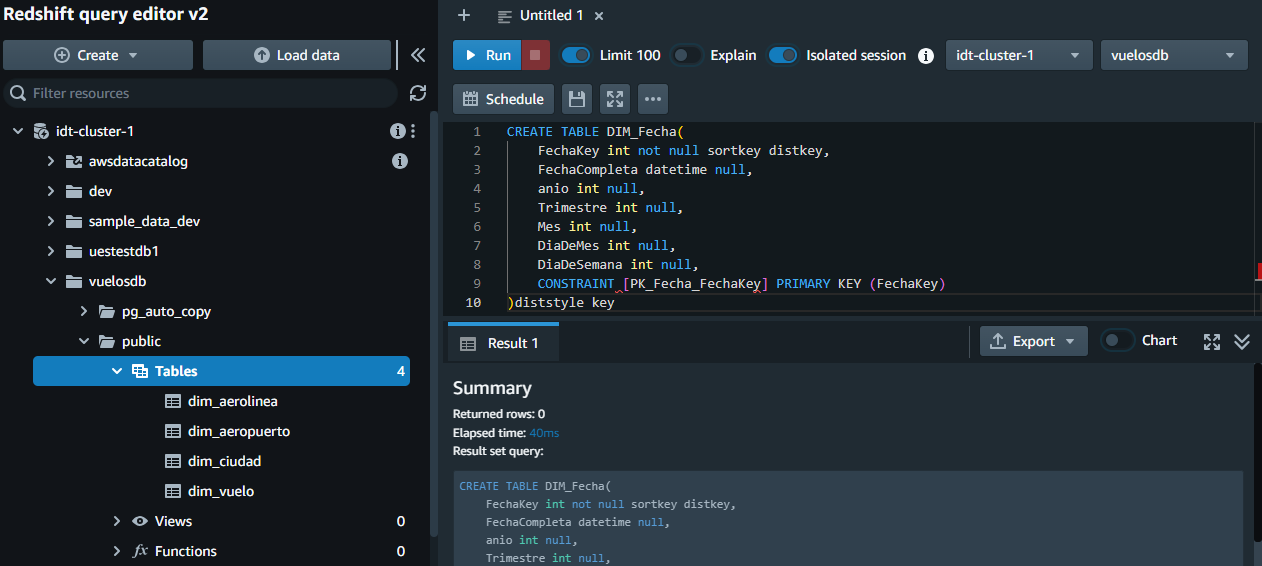 Redshift query editor v2
Create
Load data
Filter resources
idt-cluster-1
awsdatacatalog
dev
sample_data_dev
uestestdb1
vuelosdb
pg_auto_copy
public
Tables 4
dim_aerolinea
dim_aeropuerto
dim_ciudad
dim_vuelo
Views 0
fx Functions 0
Untitled 1
Run Limit 100 Explain Isolated session idt-cluster-1 vuelosdb
Schedule
1 CREATE TABLE DIM_Fecha(
2 FechaKey int not null sortkey distkey,
3 FechaCompleta datetime null,
4 anio int null,
5 Trimestre int null,
6 Mes int null,
7 DiaDeMes int null,
8 DiaDeSemana int null,
9 CONSTRAINT [PK_Fecha_FechaKey] PRIMARY KEY (FechaKey)
10 )diststyle key
Result 1 Export Chart
Summary
Returned rows: 0
Elapsed time: 40ms
Result set query:
CREATE TABLE DIM_Fecha(
FechaKey int not null sortkey distkey,
FechaCompleta datetime null,
anio int null,
Trimestre int null,